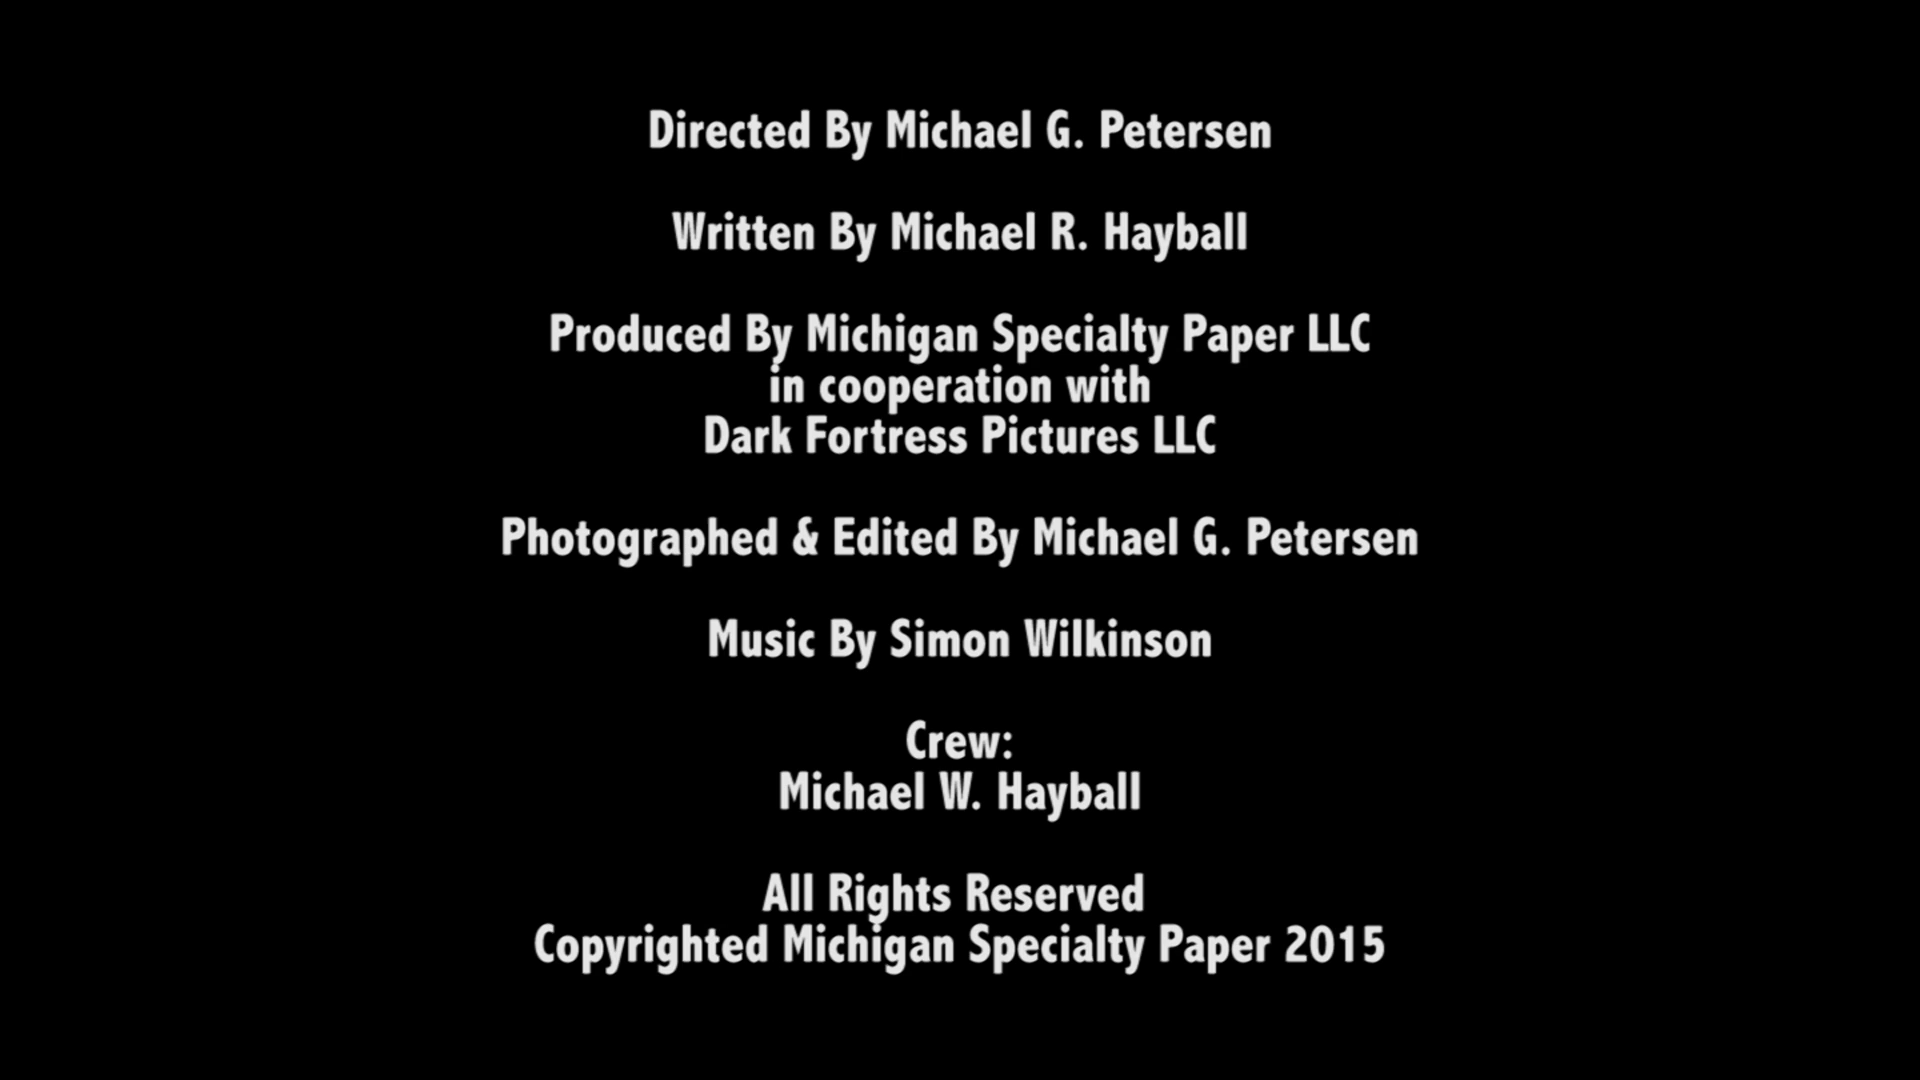 Directed By Michael G. Petersen
Written By Michael R. Hayball
Produced By Michigan Specialty Paper LLC
in cooperation with
Dark Fortress Pictures LLC
Photographed & Edited By Michael G. Petersen
Music By Simon Wilkinson
Crew:
Michael W. Hayball
All Rights Reserved
Copyrighted Michigan Specialty Paper 2015